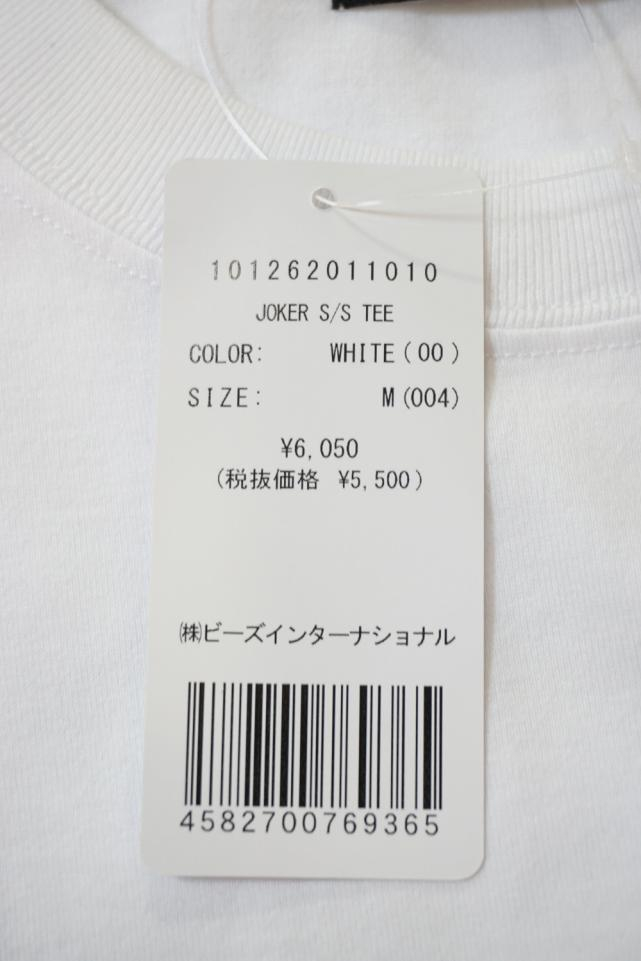 101262011010
JOKER S/S TEE
COLOR: WHITE(00)
SIZE: M(004)
¥6,050
(税抜価格 ¥5,500)
㈱ビーズインターナショナル
4582700769365